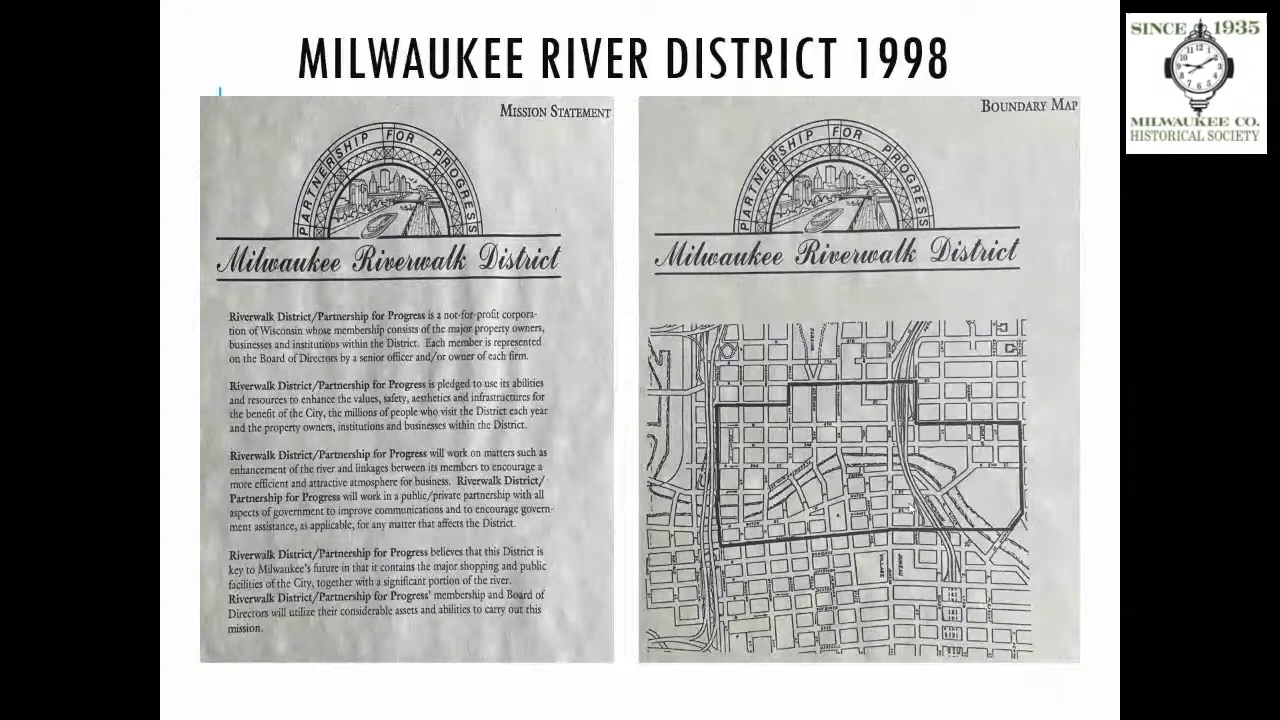 MILWAUKEE RIVER DISTRICT 1998
SINCE 1935
MILWAUKEE CO.
HISTORICAL SOCIETY
MISSION STATEMENT
PARTNERSHIP FOR PROGRESS
Milwaukee Riverwalk District
Riverwalk District/Partnership for Progress is a not-for-profit corpora-
tion of Wisconsin whose membership consists of the major property owners,
businesses and institutions within the District. Each member is represented
on the Board of Directors by a senior officer and/or owner of each firm.
Riverwalk District/Partnership for Progress is pledged to use its abilities
and resources to enhance the values, safety, aesthetics and infrastructures for
the benefit of the City, the millions of people who visit the District each year
and the property owners, institutions and businesses within the District.
Riverwalk District/Partnership for Progress will work on matters such as
enhancement of the river and linkages between its members to encourage a
more efficient and attractive atmosphere for business. Riverwalk District/
Partnership for Progress will work in a public/private partnership with all
aspects of government to improve communications and to encourage govern-
ment assistance, as applicable, for any matter that affects the District.
Riverwalk District/Partnership for Progress believes that this District is
key to Milwaukee's future in that it contains the major shopping and public
facilities of the City, together with a significant portion of the river.
Riverwalk District/Partnership for Progress' membership and Board of
Directors will utilize their considerable assets and abilities to carry out this
mission.
BOUNDARY MAP
PARTNERSHIP FOR PROGRESS
Milwaukee Riverwalk District